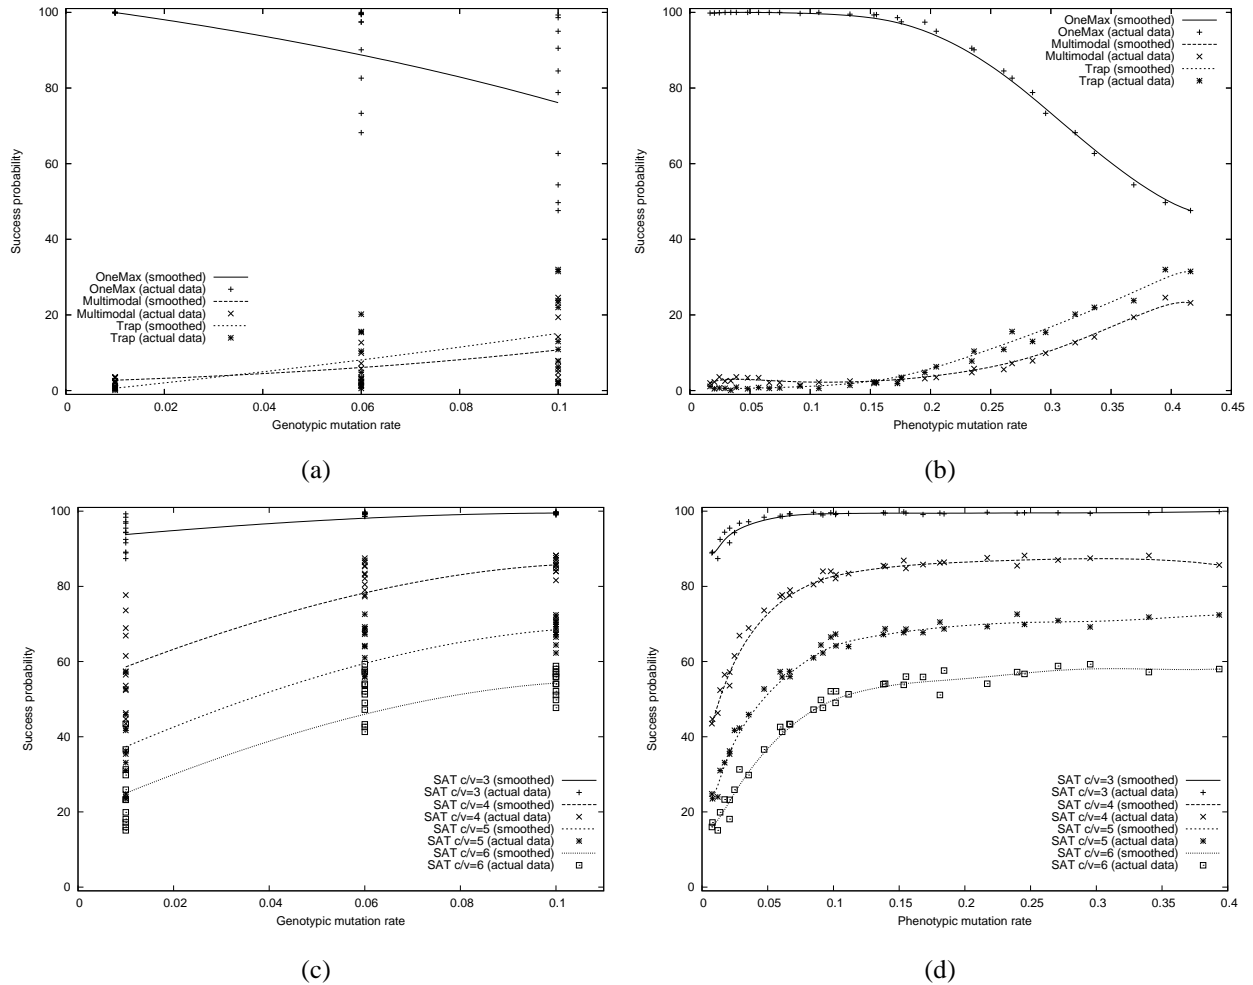 100
80
60
40
20
0
Success probability
OneMax (smoothed)
OneMax (actual data)
Multimodal (smoothed)
Multimodal (actual data)
Trap (smoothed)
Trap (actual data)
0 0.02 0.04 0.06 0.08 0.1
Genotypic mutation rate
(a)
100
80
60
40
20
0
Success probability
OneMax (smoothed)
OneMax (actual data)
Multimodal (smoothed)
Multimodal (actual data)
Trap (smoothed)
Trap (actual data)
0 0.05 0.1 0.15 0.2 0.25 0.3 0.35 0.4 0.45
Phenotypic mutation rate
(b)
100
80
60
40
20
0
Success probability
SAT c/v=3 (smoothed)
SAT c/v=3 (actual data)
SAT c/v=4 (smoothed)
SAT c/v=4 (actual data)
SAT c/v=5 (smoothed)
SAT c/v=5 (actual data)
SAT c/v=6 (smoothed)
SAT c/v=6 (actual data)
0 0.02 0.04 0.06 0.08 0.1
Genotypic mutation rate
(c)
100
80
60
40
20
0
Success probability
SAT c/v=3 (smoothed)
SAT c/v=3 (actual data)
SAT c/v=4 (smoothed)
SAT c/v=4 (actual data)
SAT c/v=5 (smoothed)
SAT c/v=5 (actual data)
SAT c/v=6 (smoothed)
SAT c/v=6 (actual data)
0 0.05 0.1 0.15 0.2 0.25 0.3 0.35 0.4
Phenotypic mutation rate
(d)